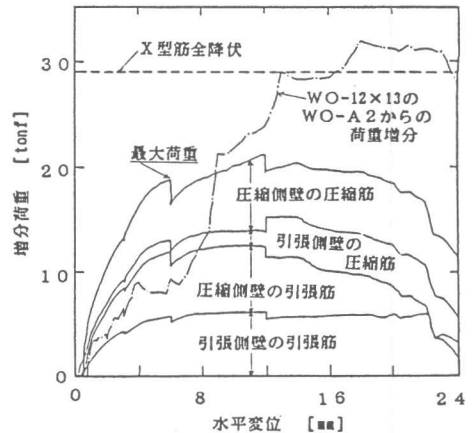 X型筋全降伏
WO-12×13の
WO-A2からの
荷重増分
最大荷重
圧縮側壁の圧縮筋
引張側壁の
圧縮筋
圧縮側壁の引張筋
引張側壁の引張筋
増分荷重 [tonf]
30
20
10
0
0 8 16 24
水平変位 [mm]